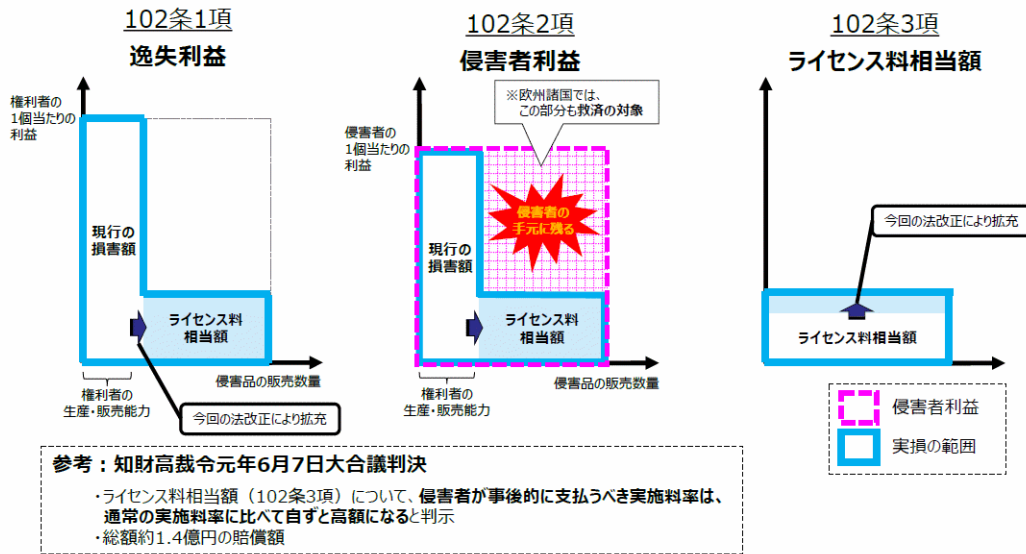 102条1項
逸失利益
権利者の
1個当たりの
利益
現行の
損害額
ライセンス料
相当額
侵害品の販売数量
権利者の
生産・販売能力
今回の法改正により拡充
102条2項
侵害者利益
※欧州諸国では、
この部分も救済の対象
侵害者の
1個当たりの
利益
侵害者の
手元に残る
現行の
損害額
ライセンス料
相当額
侵害品の販売数量
権利者の
生産・販売能力
102条3項
ライセンス料相当額
今回の法改正により拡充
ライセンス料相当額
侵害者利益
実損の範囲
参考：知財高裁令元年6月7日大合議判決
・ライセンス料相当額（102条3項）について、侵害者が事後的に支払うべき実施料率は、
通常の実施料率に比べて自ずと高額になると判示
・総額約1.4億円の賠償額